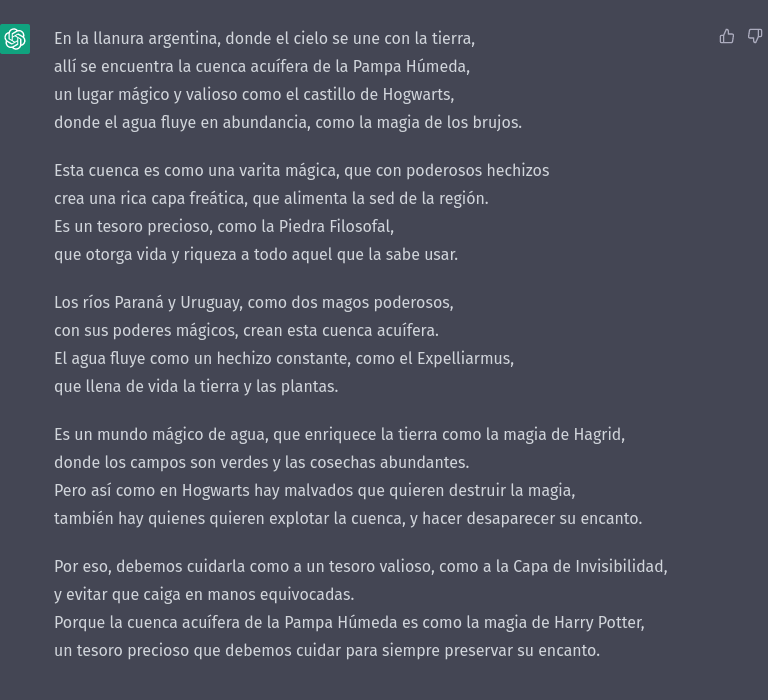 En la llanura argentina, donde el cielo se une con la tierra,
allí se encuentra la cuenca acuífera de la Pampa Húmeda,
un lugar mágico y valioso como el castillo de Hogwarts,
donde el agua fluye en abundancia, como la magia de los brujos.
Esta cuenca es como una varita mágica, que con poderosos hechizos
crea una rica capa freática, que alimenta la sed de la región.
Es un tesoro precioso, como la Piedra Filosofal,
que otorga vida y riqueza a todo aquel que la sabe usar.
Los ríos Paraná y Uruguay, como dos magos poderosos,
con sus poderes mágicos, crean esta cuenca acuífera.
El agua fluye como un hechizo constante, como el Expelliarmus,
que llena de vida la tierra y las plantas.
Es un mundo mágico de agua, que enriquece la tierra como la magia de Hagrid,
donde los campos son verdes y las cosechas abundantes.
Pero así como en Hogwarts hay malvados que quieren destruir la magia,
también hay quienes quieren explotar la cuenca, y hacer desaparecer su encanto.
Por eso, debemos cuidarla como a un tesoro valioso, como a la Capa de Invisibilidad,
y evitar que caiga en manos equivocadas.
Porque la cuenca acuífera de la Pampa Húmeda es como la magia de Harry Potter,
un tesoro precioso que debemos cuidar para siempre preservar su encanto.